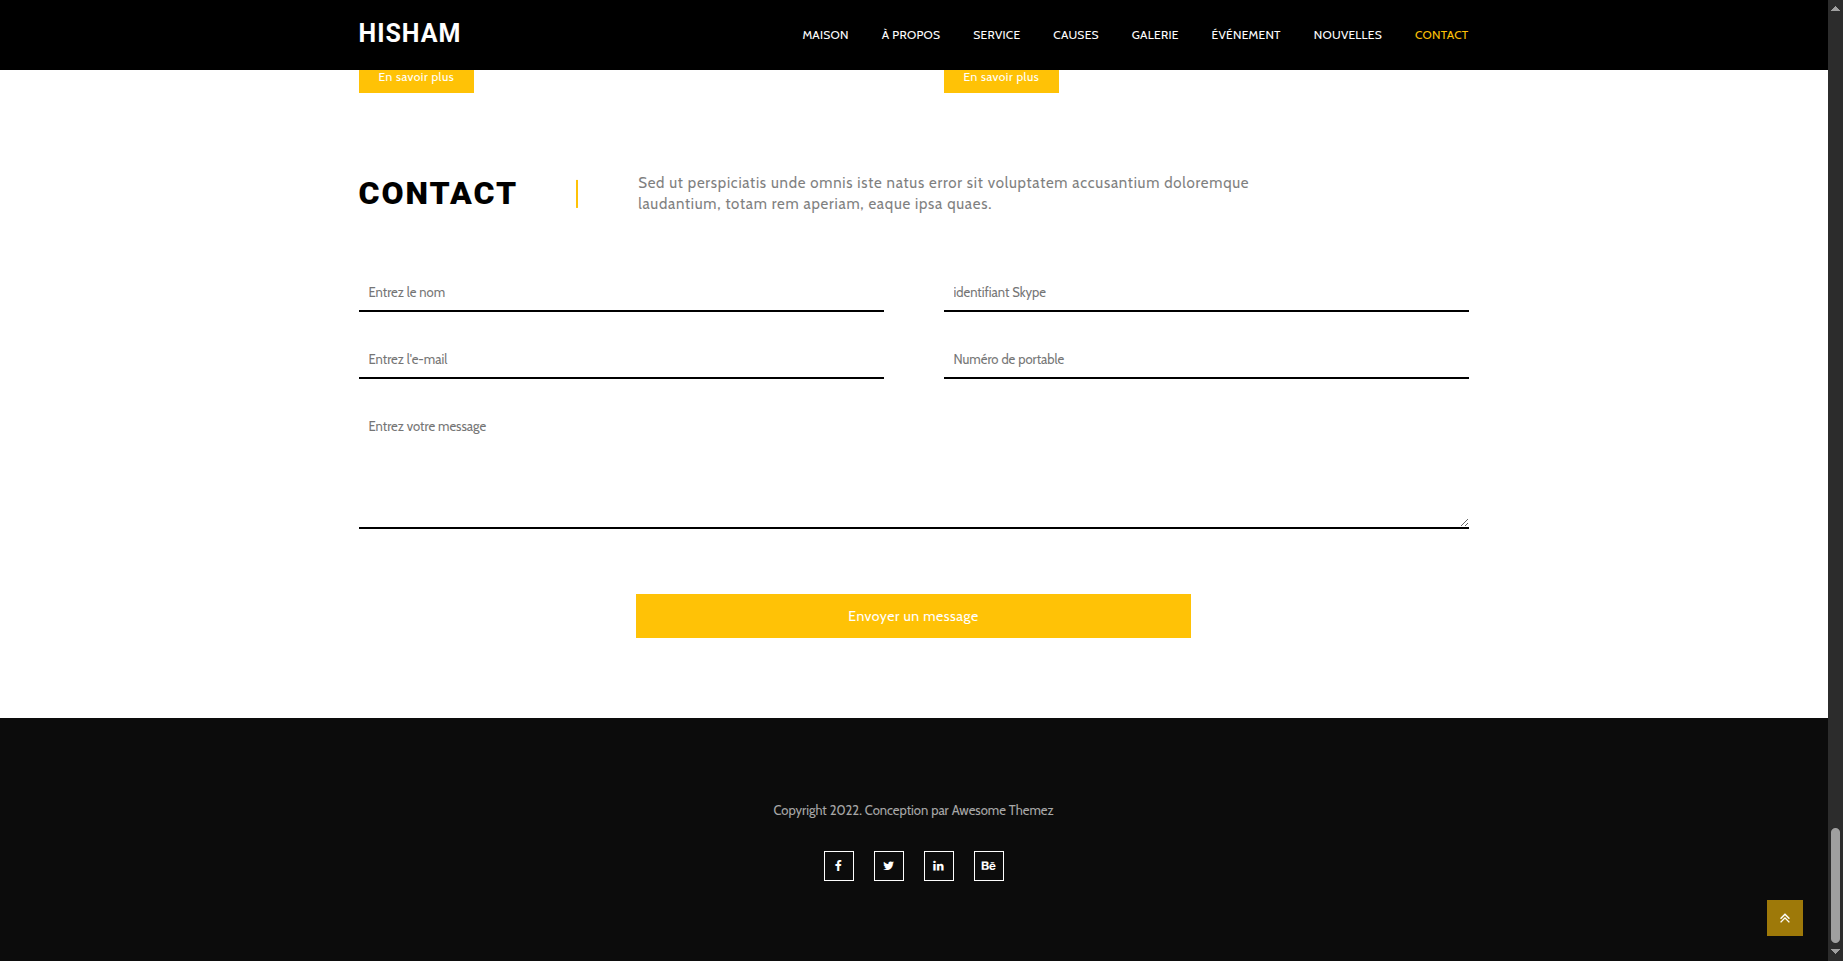 HISHAM
MAISON À PROPOS SERVICE CAUSES GALERIE ÉVÉNEMENT NOUVELLES CONTACT
En savoir plus En savoir plus
CONTACT
Sed ut perspiciatis unde omnis iste natus error sit voluptatem accusantium doloremque
laudantium, totam rem aperiam, eaque ipsa quaes.
Entrez le nom identifiant Skype
Entrez l'e-mail Numéro de portable
Entrez votre message
Envoyer un message
Copyright 2022. Conception par Awesome Themez